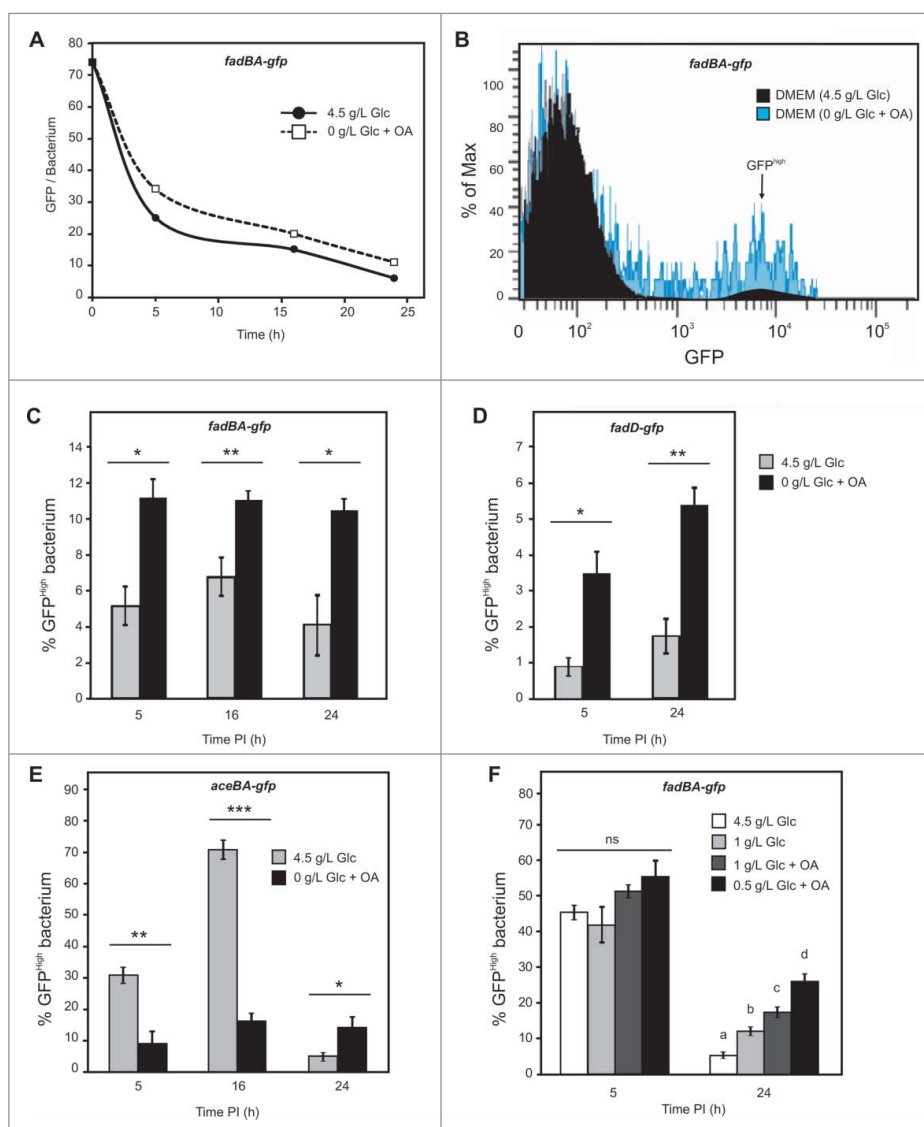 A
fadBA-gfp
80
70
60
50
40
30
20
10
0
GFP / Bacterium
4.5 g/L Glc
0 g/L Glc + OA
0 5 10 15 20 25
Time (h)
B
fadBA-gfp
DMEM (4.5 g/L Glc)
DMEM (0 g/L Glc + OA)
GFPhigh
100
80
60
40
20
0
% of Max
0 10² 10³ 10⁴ 10⁵
GFP
C
fadBA-gfp
14
12
10
8
6
4
2
0
% GFPHigh bacterium
* ** *
5 16 24
Time PI (h)
D
fadD-gfp
7
6
5
4
3
2
1
0
% GFPHigh bacterium
* **
4.5 g/L Glc
0 g/L Glc + OA
5 24
Time PI (h)
E
aceBA-gfp
90
80
70
60
50
40
30
20
10
0
% GFPHigh bacterium
** *** *
4.5 g/L Glc
0 g/L Glc + OA
5 16 24
Time PI (h)
F
fadBA-gfp
80
70
60
50
40
30
20
10
0
% GFPHigh bacterium
4.5 g/L Glc
1 g/L Glc
1 g/L Glc + OA
0.5 g/L Glc + OA
ns
a b c d
5 24
Time PI (h)